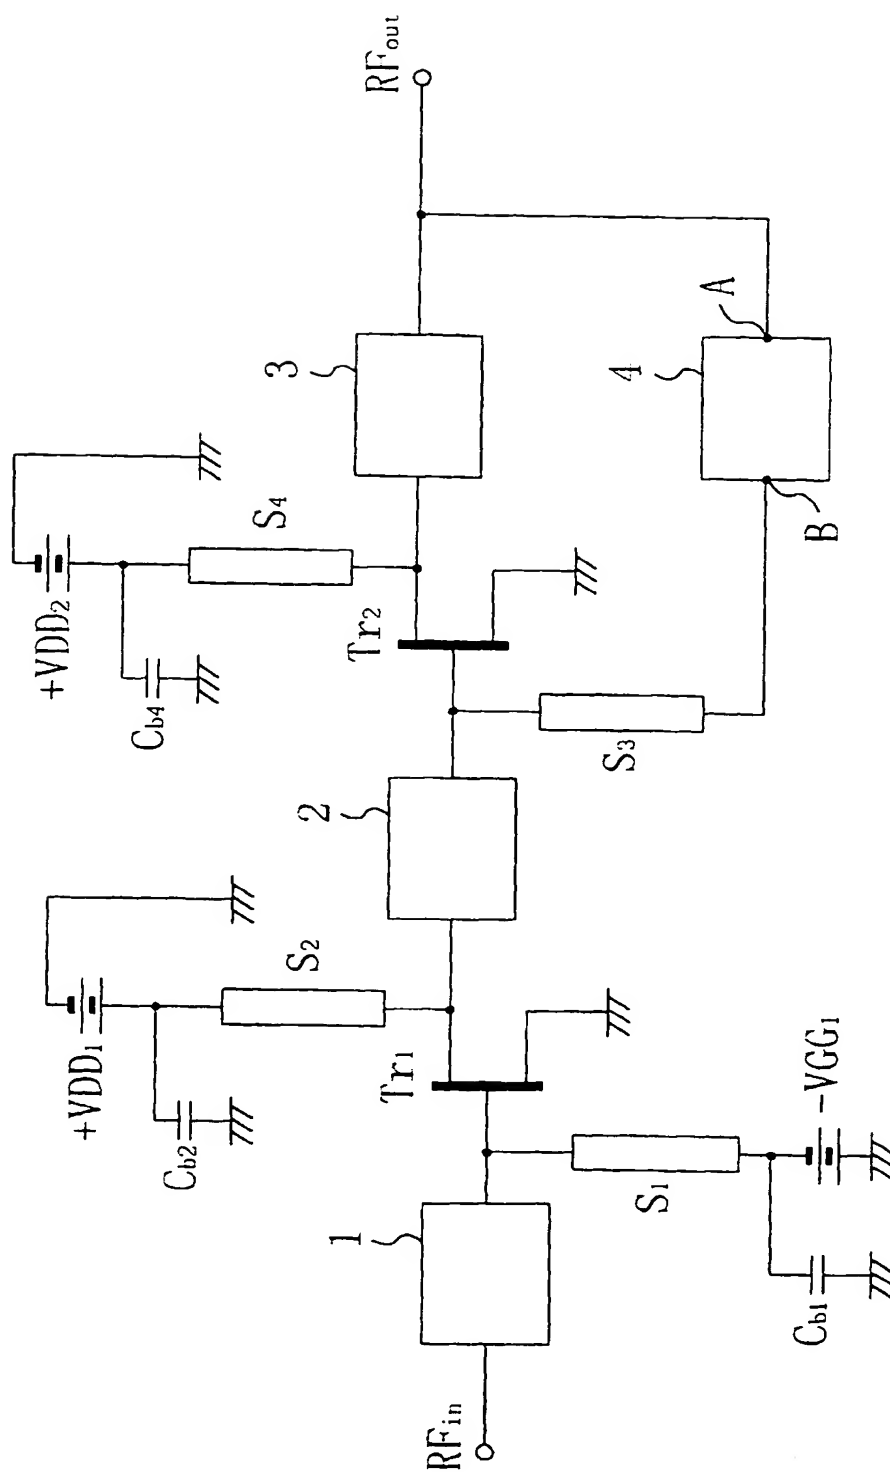 +VDD₁
+VDD₂
Cb2
S₂
Cb4
S₄
1
Tr₁
2
Tr₂
3
RFin
RFout
S₁
S₃
4
A
B
Cb1
-VGG₁